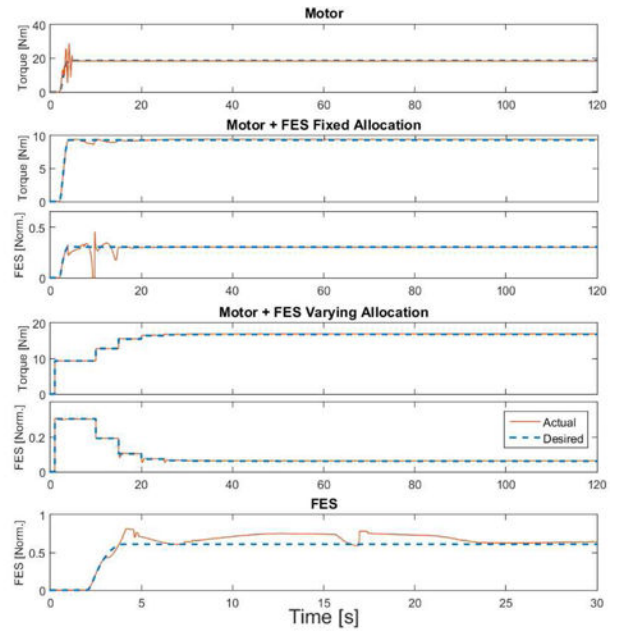 Motor
Torque [Nm]
40
20
0
0 20 40 60 80 100 120
Motor + FES Fixed Allocation
Torque [Nm]
10
5
0
0 20 40 60 80 100 120
FES [Norm.]
0.5
0
0 20 40 60 80 100 120
Motor + FES Varying Allocation
Torque [Nm]
20
10
0
0 20 40 60 80 100 120
FES [Norm.]
0.2
0
Actual
Desired
0 20 40 60 80 100 120
FES
FES [Norm.]
1
0.5
0
0 5 10 15 20 25 30
Time [s]